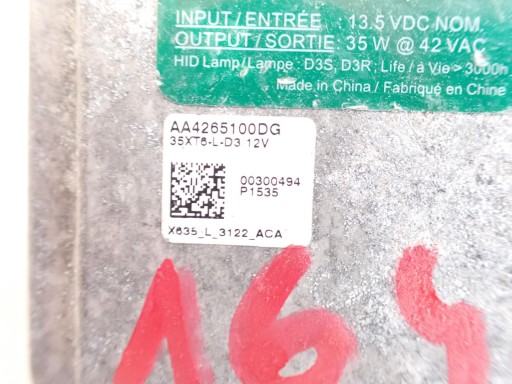 INPUT/ENTRÉE : 13.5 VDC NOM.
OUTPUT/SORTIE: 35 W @ 42 VAC
HID Lamp/Lampe : D3S, D3R; Life / à Vie > 3000h
Made in China / Fabriqué en Chine
AA4265100DG
35XT6-L-D3 12V
00300494
P1535
X635_L_3122_ACA
164